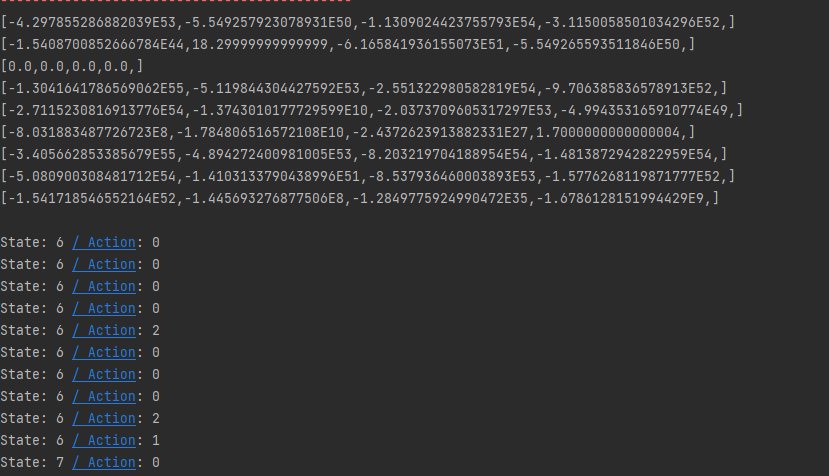 [-4.297855286882039E53,-5.549257923078931E50,-1.1309024423755793E54,-3.1150058501034296E52,]
[-1.5408700852666784E44,18.29999999999999,-6.165841936155073E51,-5.549265593511846E50,]
[0.0,0.0,0.0,0.0,]
[-1.3041641786569062E55,-5.119844304427592E53,-2.551322980582819E54,-9.706385836578913E52,]
[-2.7115230816913776E54,-1.3743010177729599E10,-2.0373709605317297E53,-4.994353165910774E49,]
[-8.031883487726723E8,-1.784806516572108E10,-2.4372623913882331E27,1.7000000000000004,]
[-3.405662853385679E55,-4.894272400981005E53,-8.203219704188954E54,-1.4813872942822959E54,]
[-5.080900308481712E54,-1.4103133790438996E51,-8.537936460003893E53,-1.5776268119871777E52,]
[-1.541718546552164E52,-1.445693276877506E8,-1.2849775924990472E35,-1.6786128151994429E9,]
State: 6 / Action: 0
State: 6 / Action: 0
State: 6 / Action: 0
State: 6 / Action: 0
State: 6 / Action: 2
State: 6 / Action: 0
State: 6 / Action: 0
State: 6 / Action: 0
State: 6 / Action: 2
State: 6 / Action: 1
State: 7 / Action: 0